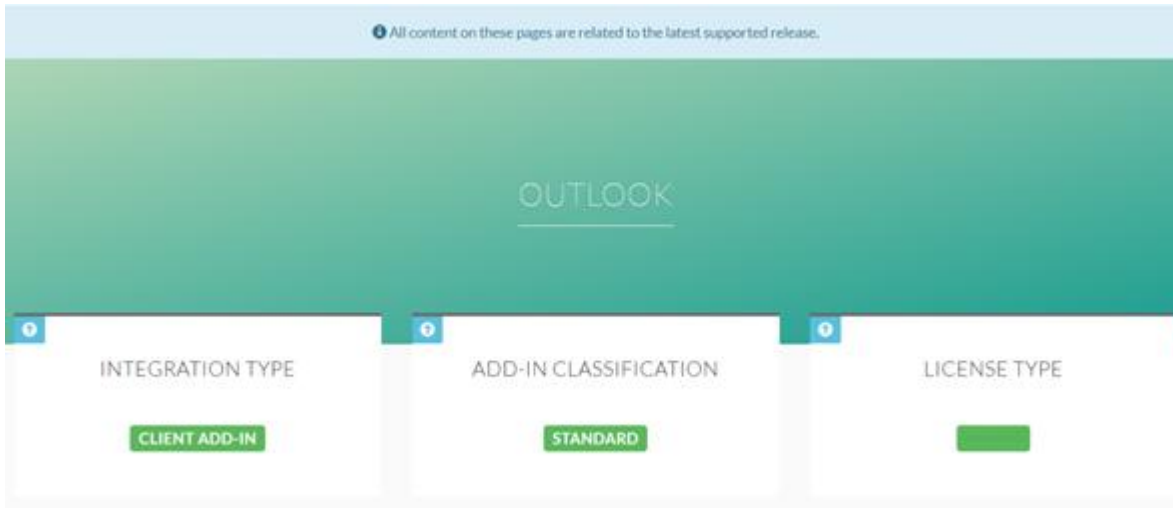 All content on these pages are related to the latest supported release.
OUTLOOK
INTEGRATION TYPE
ADD-IN CLASSIFICATION
LICENSE TYPE
CLIENT ADD-IN
STANDARD